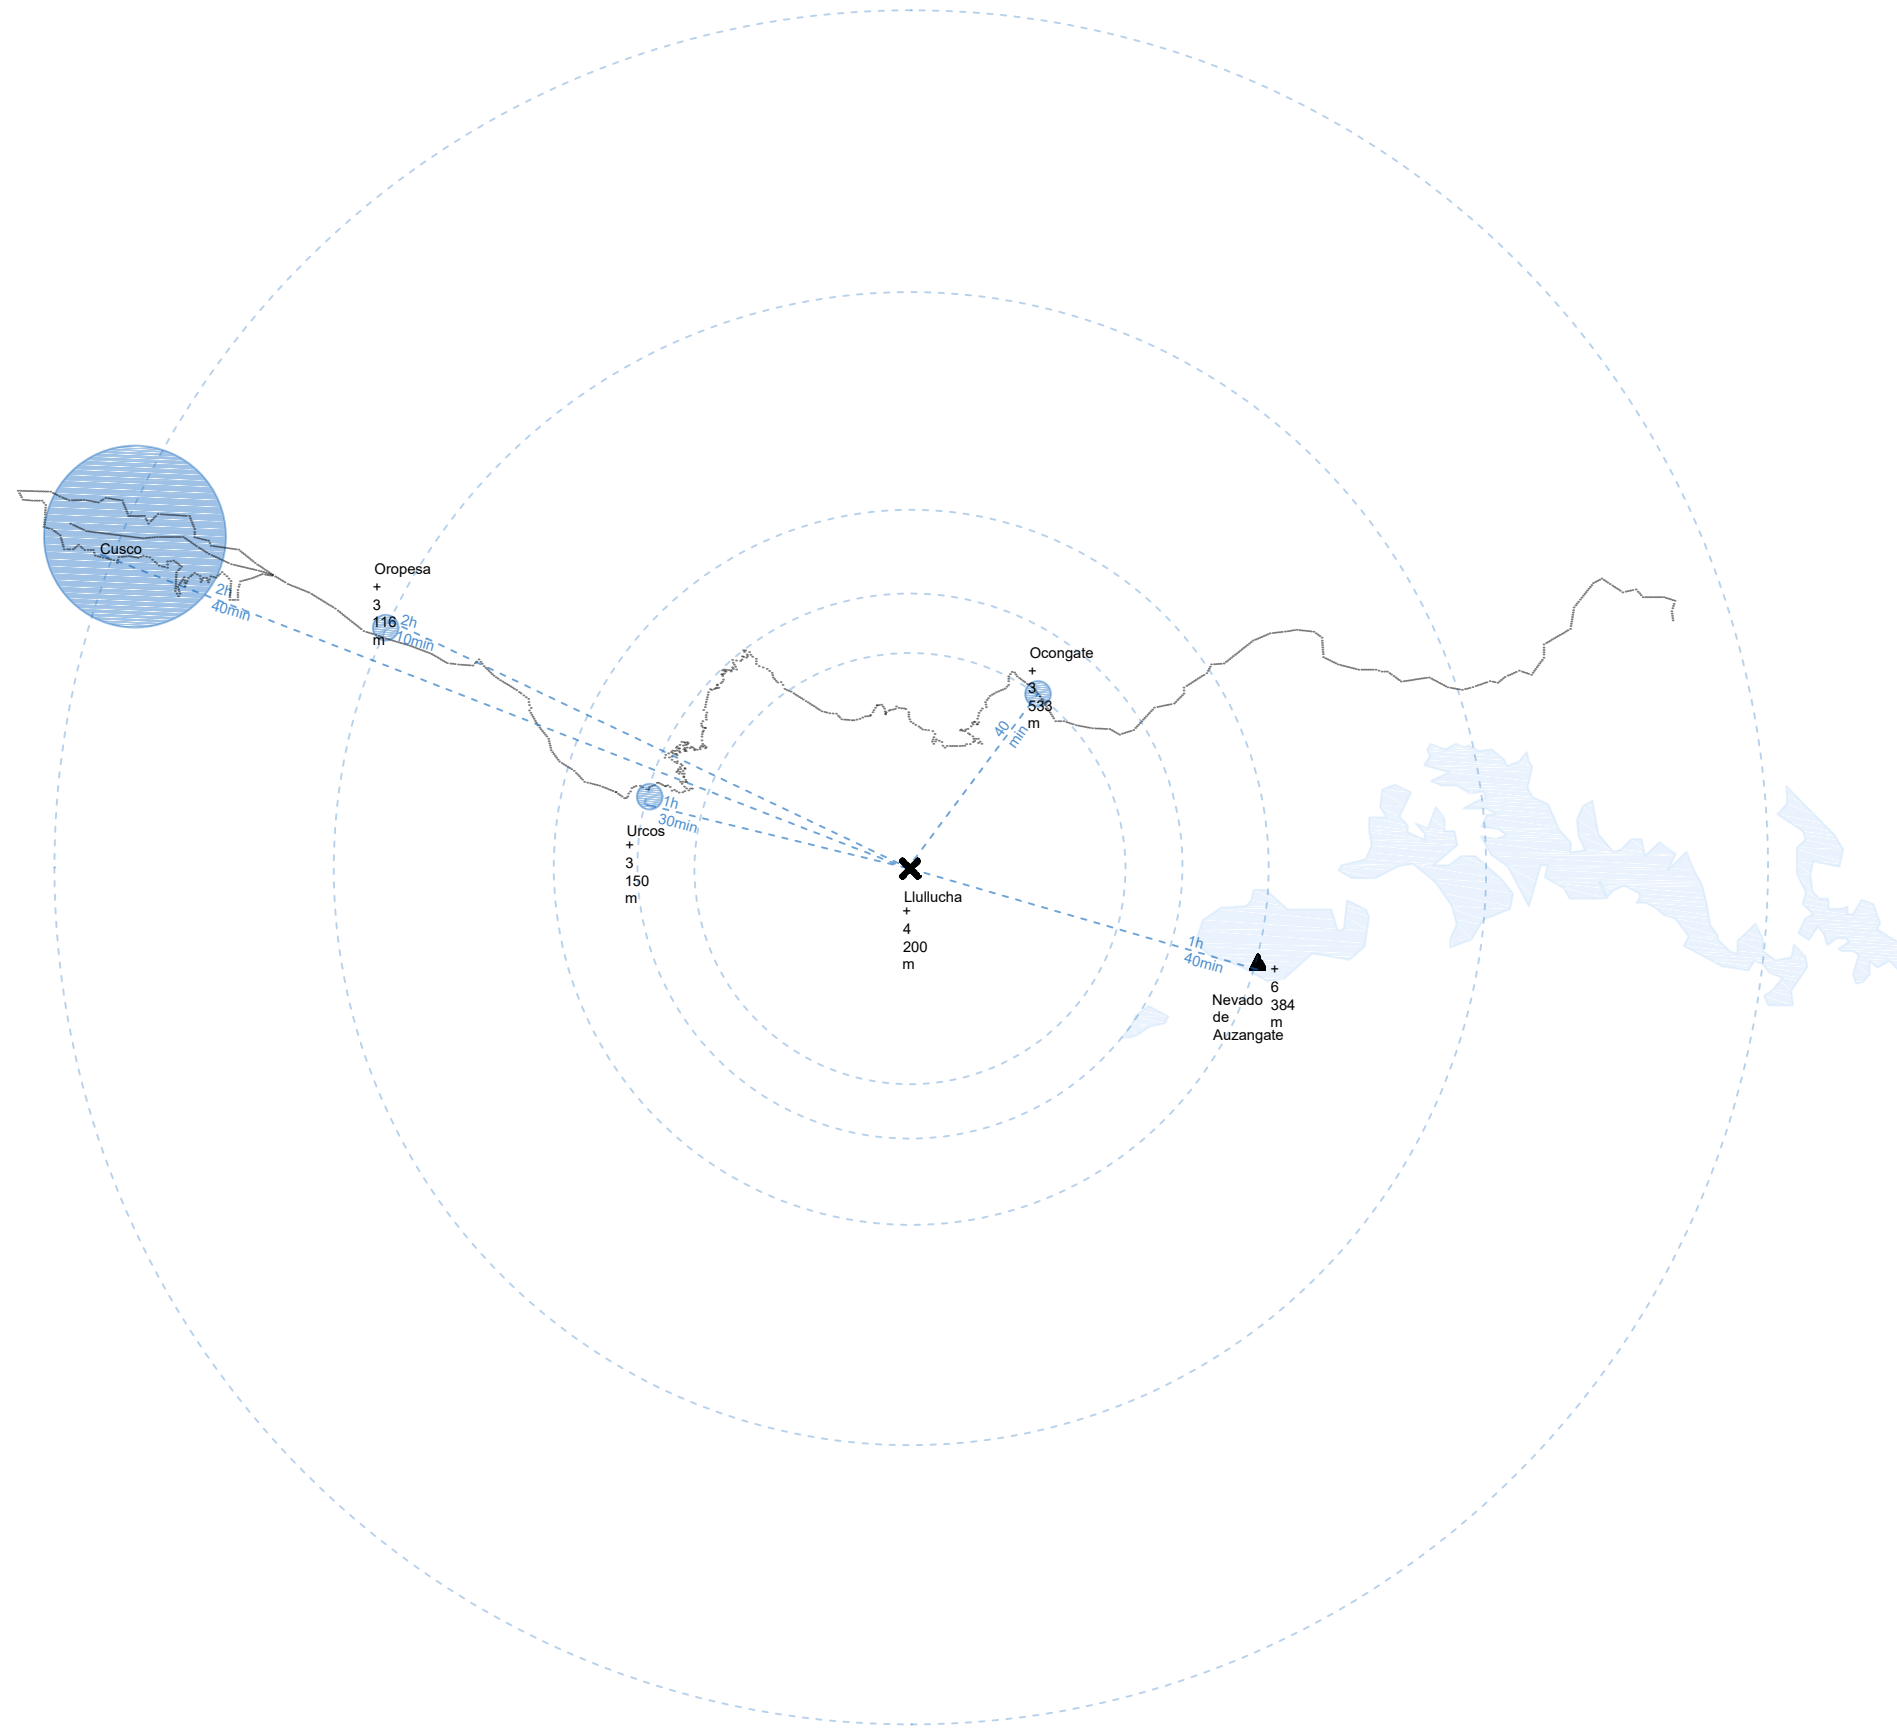 Cusco
2h
40min
Oropesa
+
3
116
m
2h
10min
Ocongate
+
3
533
m
40
min
1h
30min
Urcos
+
3
150
m
Llullucha
+
4
200
m
1h
40min
+
6
384
m
Nevado
de
Auzangate